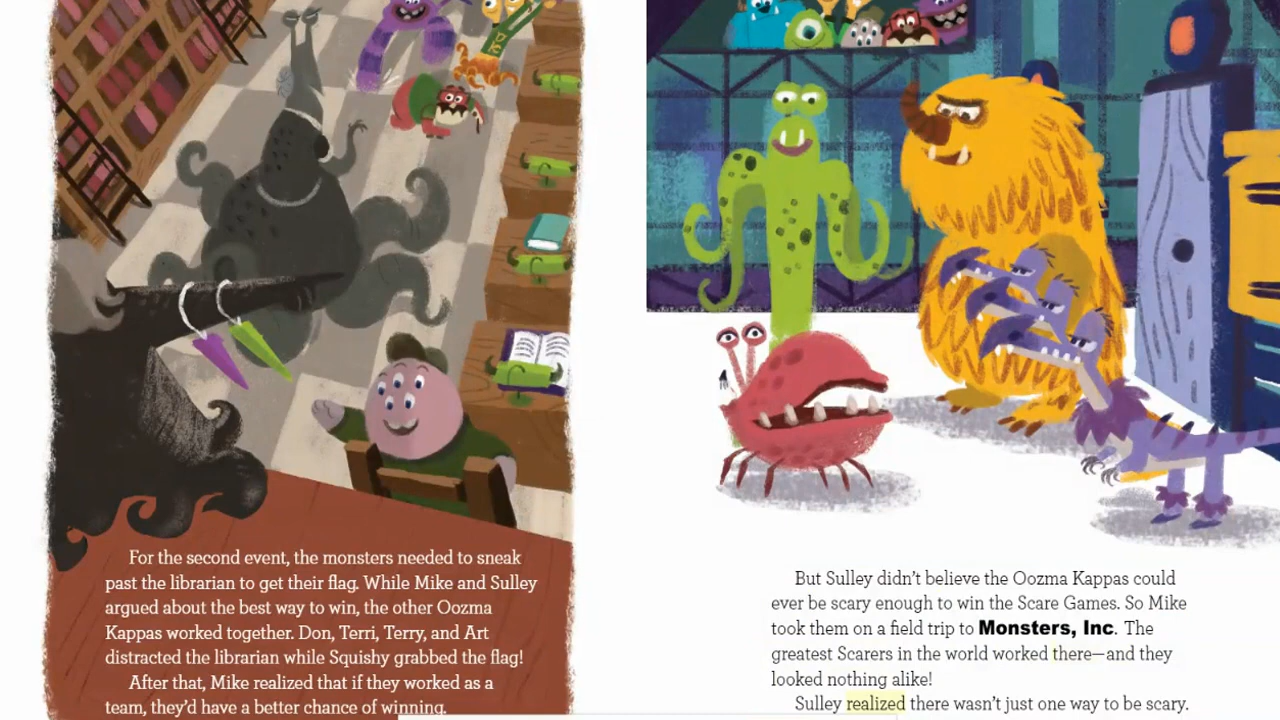 For the second event, the monsters needed to sneak
past the librarian to get their flag. While Mike and Sulley
argued about the best way to win, the other Oozma
Kappas worked together. Don, Terri, Terry, and Art
distracted the librarian while Squishy grabbed the flag!
After that, Mike realized that if they worked as a
team, they’d have a better chance of winning.
But Sulley didn’t believe the Oozma Kappas could
ever be scary enough to win the Scare Games. So Mike
took them on a field trip to Monsters, Inc. The
greatest Scarers in the world worked there—and they
looked nothing alike!
Sulley realized there wasn’t just one way to be scary.